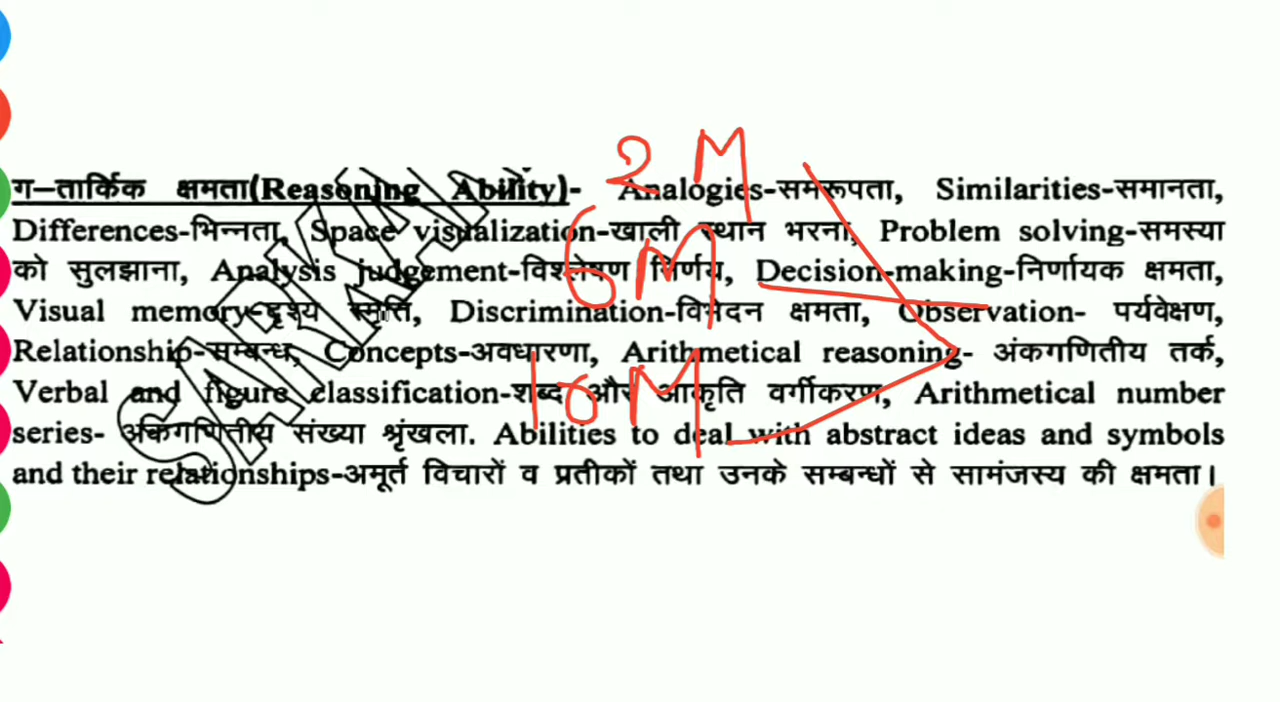 ग–तार्किक क्षमता(Reasoning Ability)- Analogies-समरूपता, Similarities-समानता,
Differences-भिन्नता, Space visualization-खाली स्थान भरना, Problem solving-समस्या
को सुलझाना, Analysis judgement-विश्लेषण निर्णय, Decision-making-निर्णायक क्षमता,
Visual memory-दृश्य स्मृति, Discrimination-विभेदन क्षमता, Observation- पर्यवेक्षण,
Relationship-सम्बन्ध, Concepts-अवधारणा, Arithmetical reasoning- अंकगणितीय तर्क,
Verbal and figure classification-शब्द और आकृति वर्गीकरण, Arithmetical number
series- अंकगणितीय संख्या श्रृंखला. Abilities to deal with abstract ideas and symbols
and their relationships-अमूर्त विचारों व प्रतीकों तथा उनके सम्बन्धों से सामंजस्य की क्षमता।
2 M
6M
10M